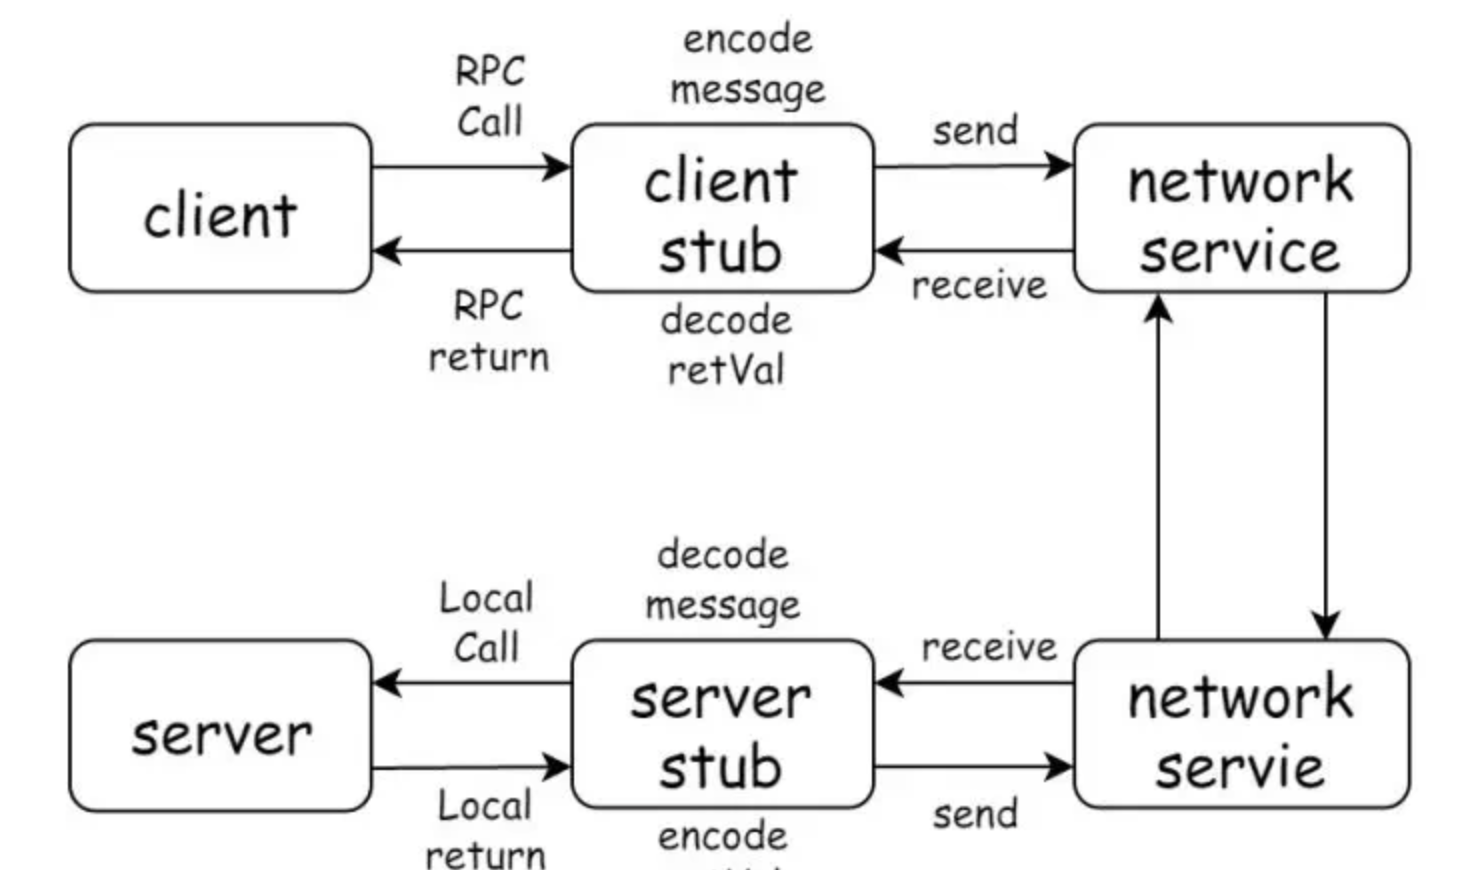 encode
message
RPC
Call
send
client
client
stub
network
service
receive
RPC
return
decode
retVal
decode
message
Local
Call
receive
server
server
stub
network
servie
Local
return
send
encode